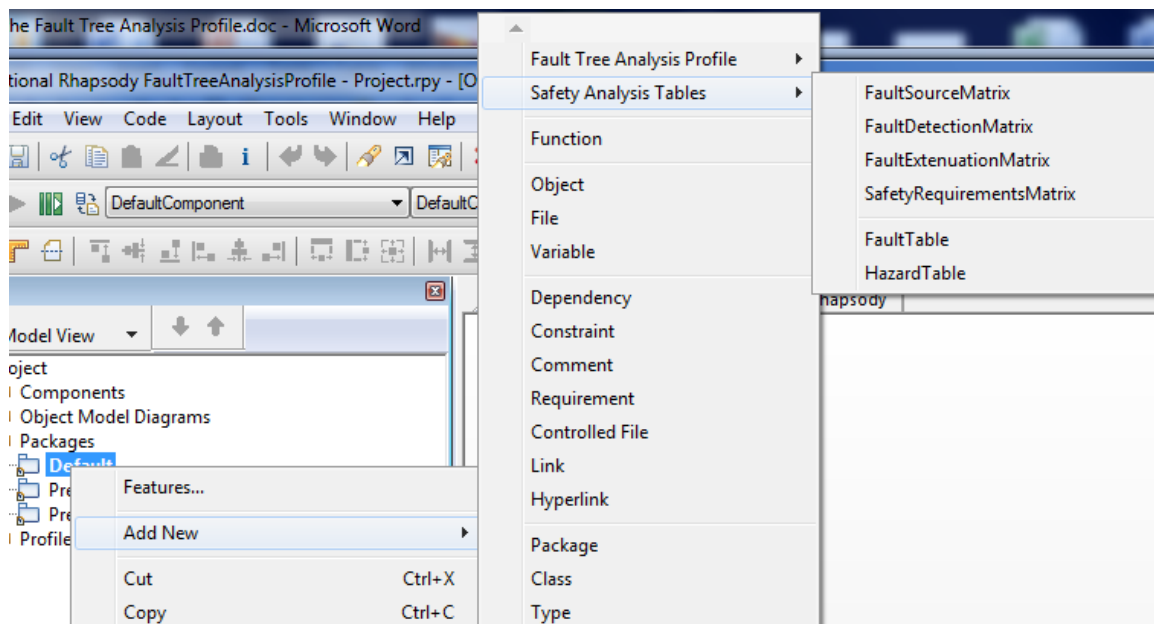 he Fault Tree Analysis Profile.doc - Microsoft Word
tional Rhapsody FaultTreeAnalysisProfile - Project.rpy - [O
Edit View Code Layout Tools Window Help
DefaultComponent DefaultC
Model View
oject
Components
Object Model Diagrams
Packages
Default
Pre
Pre
Profile
Features...
Add New
Cut Ctrl+X
Copy Ctrl+C
Fault Tree Analysis Profile
Safety Analysis Tables
Function
Object
File
Variable
Dependency
Constraint
Comment
Requirement
Controlled File
Link
Hyperlink
Package
Class
Type
FaultSourceMatrix
FaultDetectionMatrix
FaultExtenuationMatrix
SafetyRequirementsMatrix
FaultTable
HazardTable
hapsody